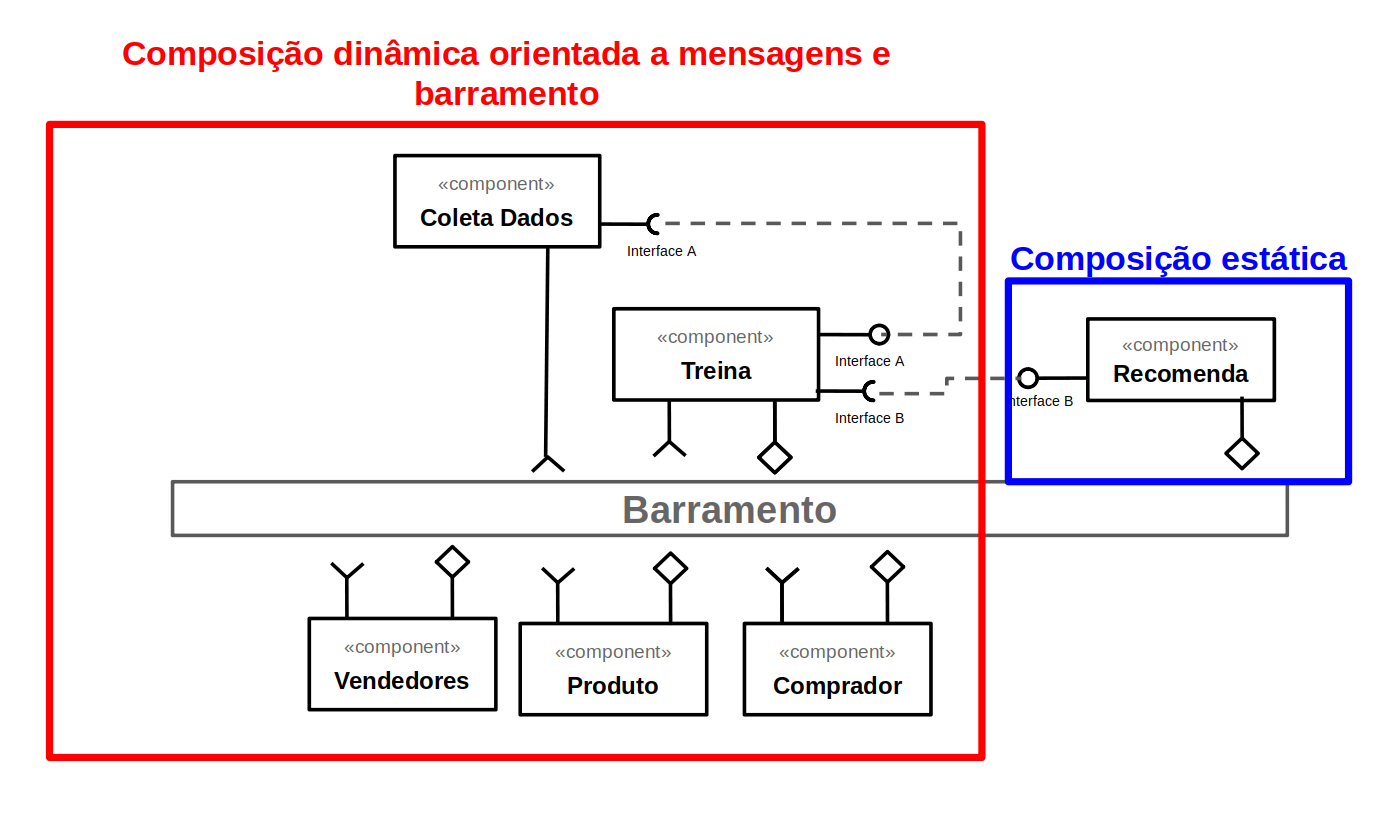 Composição dinâmica orientada a mensagens e
barramento
«component»
Coleta Dados
Interface A
Composição estática
«component»
Treina
Interface A
Interface B
«component»
Recomenda
nterface B
Barramento
«component»
Vendedores
«component»
Produto
«component»
Comprador